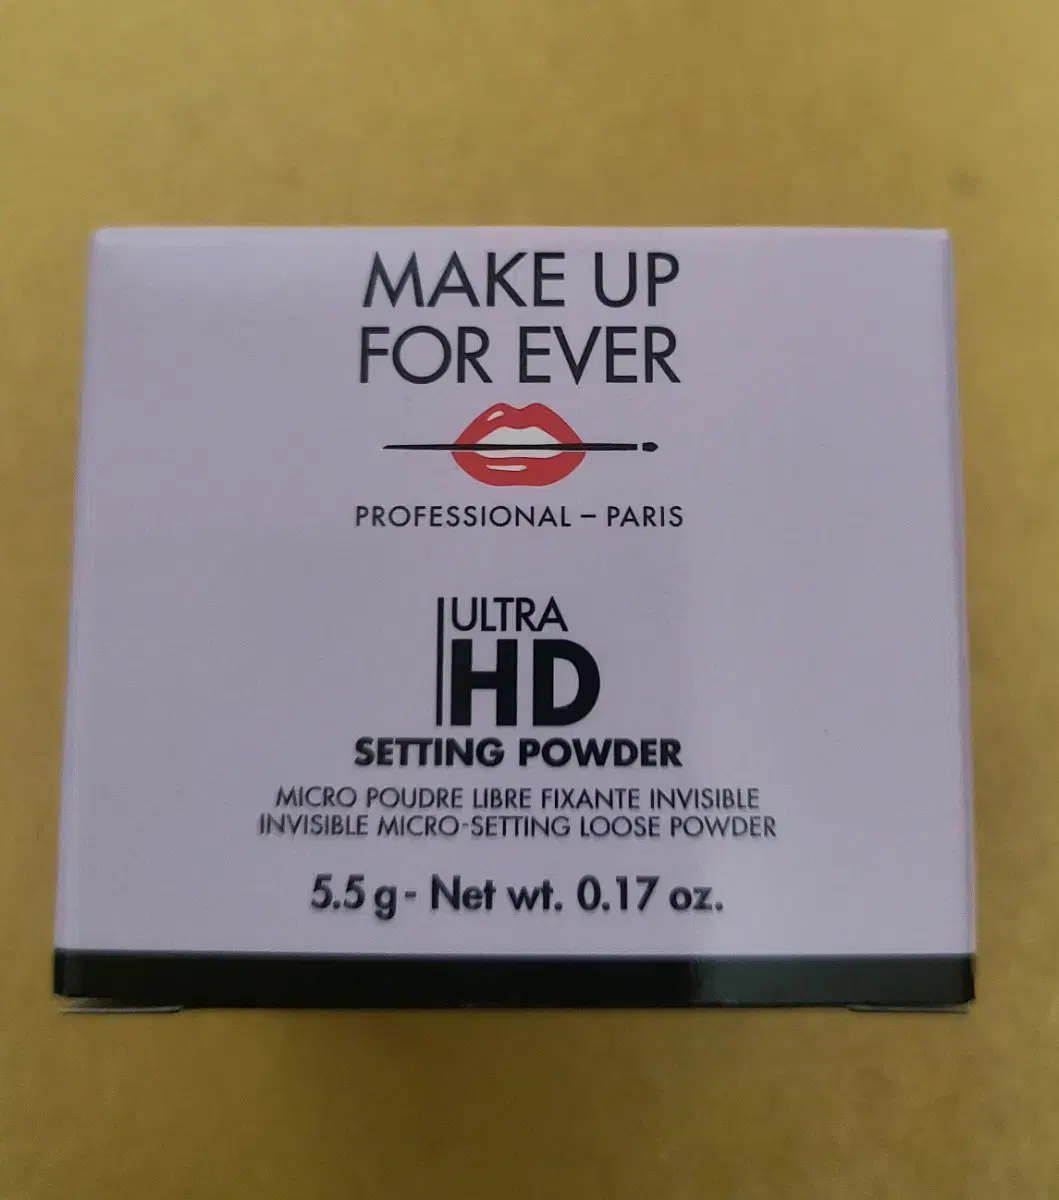 MAKE UP
FOR EVER
PROFESSIONAL – PARIS
ULTRA
HD
SETTING POWDER
MICRO POUDRE LIBRE FIXANTE INVISIBLE
INVISIBLE MICRO-SETTING LOOSE POWDER
5.5 g - Net wt. 0.17 oz.